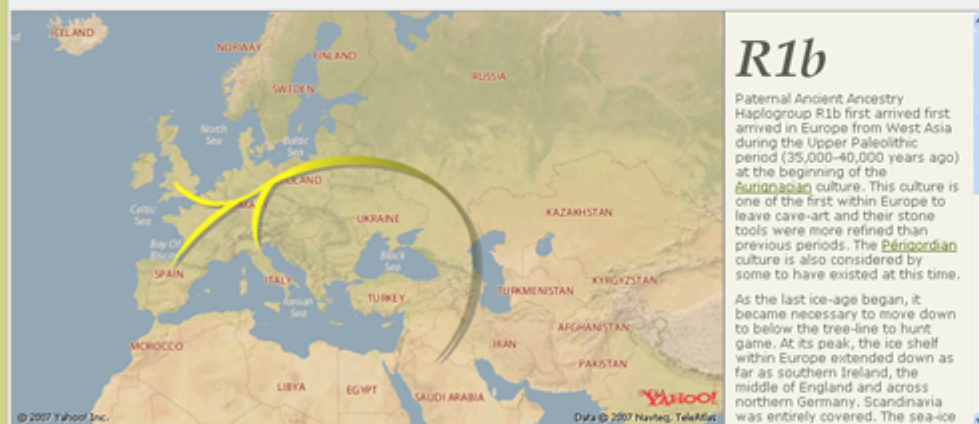 ICELAND
NORWAY
FINLAND
RUSSIA
SWEDEN
North
Sea
Baltic
Sea
Celtic
Sea
Bay Of
UKRAINE
KAZAKHSTAN
SPAIN
ITALY
Black
Sea
Ionian
Sea
TURKEY
TURKMENISTAN
KYRGYZSTAN
MOROCCO
IRAN
AFGHANISTAN
PAKISTAN
LIBYA
EGYPT
SAUDI ARABIA
INDIA
YAHOO!
© 2007 Yahoo! Inc.
Data @ 2007 Navteq, TeleAtlas
R1b
Paternal Ancient Ancestry
Haplogroup R1b first arrived first
arrived in Europe from West Asia
during the Upper Paleolithic
period (35,000-40,000 years ago)
at the beginning of the
Aurignacian culture. This culture is
one of the first within Europe to
leave cave-art and their stone
tools were more refined than
previous periods. The Périgordian
culture is also considered by
some to have existed at this time.
As the last ice-age began, it
became necessary to move down
to below the tree-line to hunt
game. At its peak, the ice shelf
within Europe extended down as
far as southern Ireland, the
middle of England and across
northern Germany. Scandinavia
was entirely covered. The sea-ice